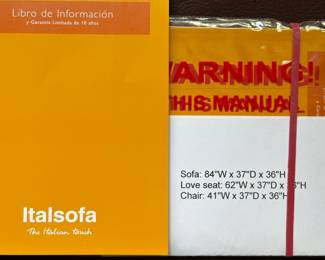 Libro de Información
y Garantía Limitada de 10 años
WARNING!
THIS MANUAL
Sofa: 84"W x 37"D x 36"H
Love seat: 62"W x 37"D x 36"H
Chair: 41"W x 37"D x 36"H
Italsofa
The Italian touch